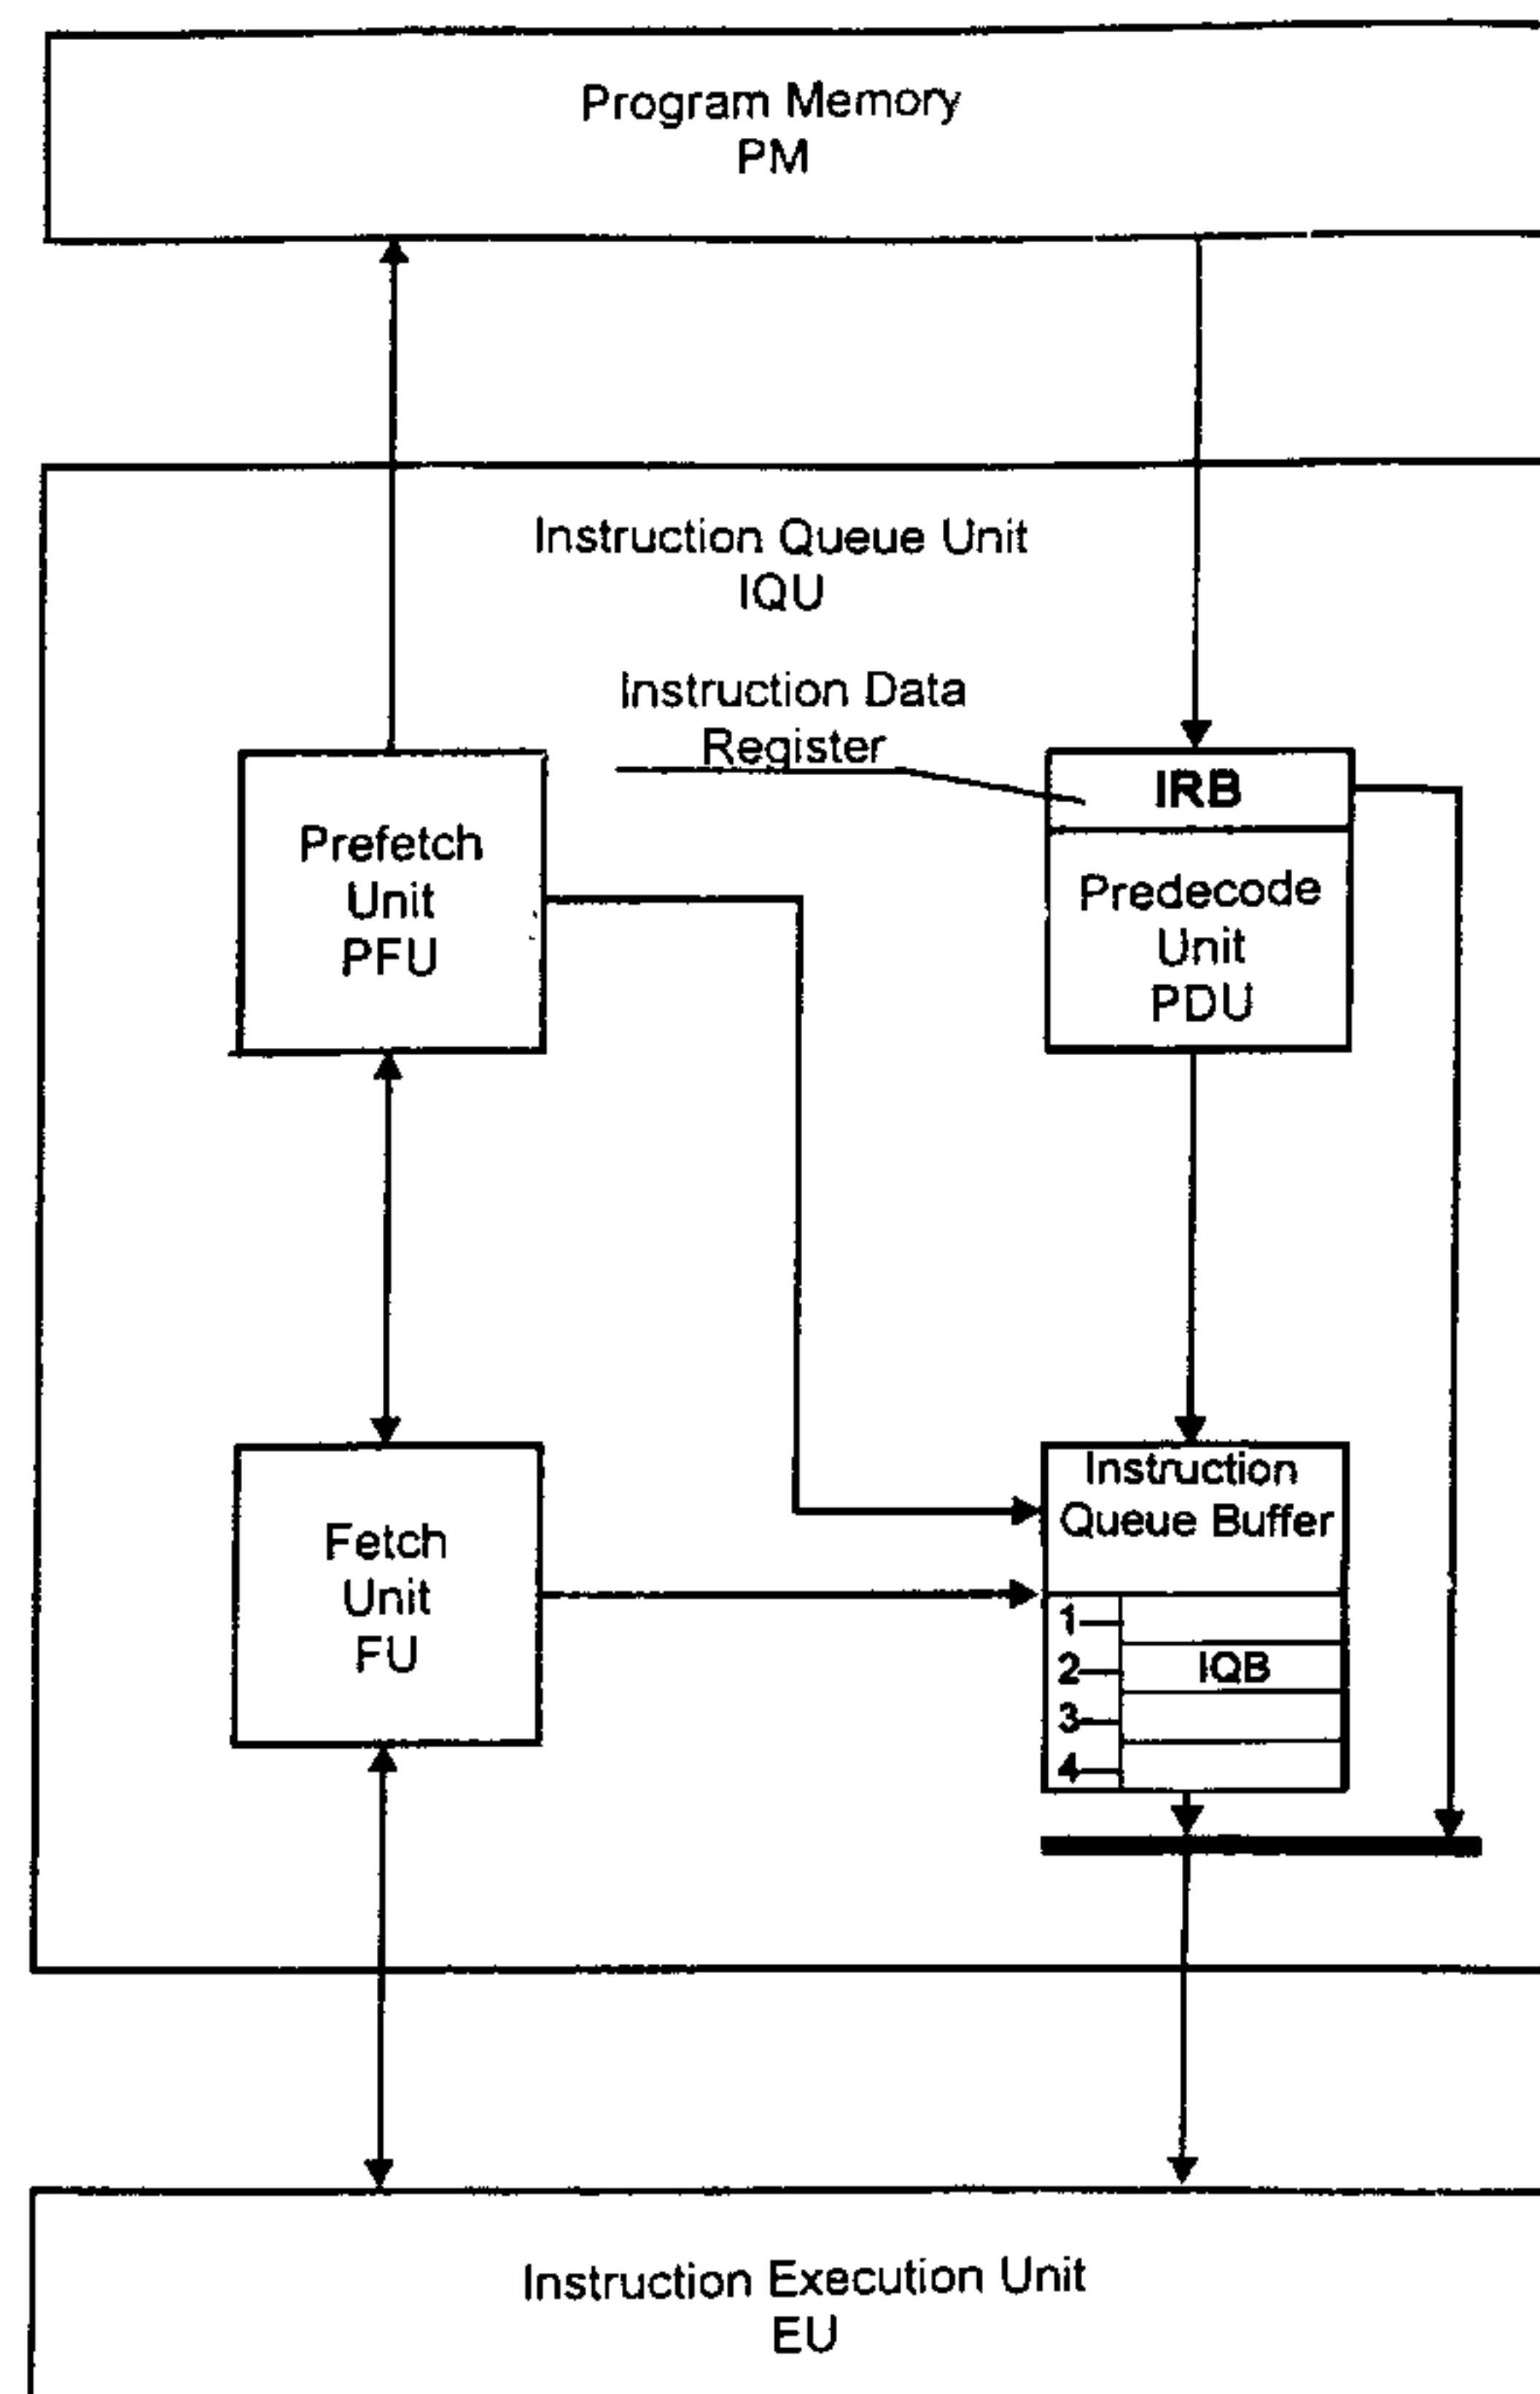 Program Memory
PM
Instruction Queue Unit
IQU
Instruction Data
Register
IRB
Prefetch
Unit
PFU
Predecode
Unit
PDU
Fetch
Unit
FU
Instruction
Queue Buffer
1
2
IQB
3
4
Instruction Execution Unit
EU